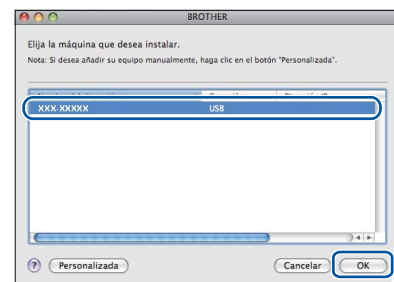 BROTHER
Elija la máquina que desea instalar.
Nota: Si desea añadir su equipo manualmente, haga clic en el botón "Personalizada".
XXX-XXXXX USB
? Personalizada Cancelar OK